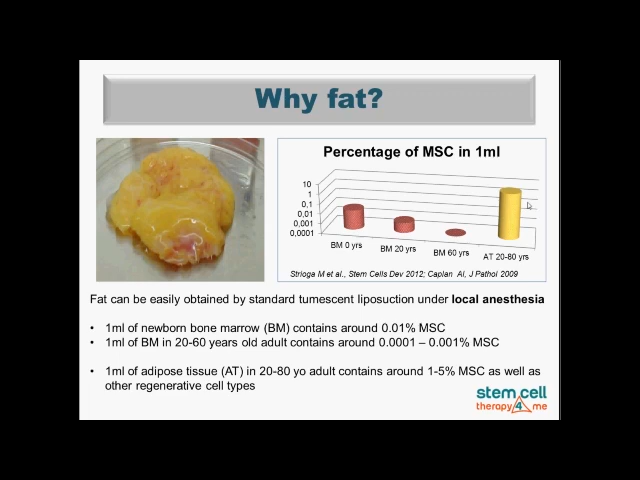 Why fat?
Percentage of MSC in 1ml
10
1
0,1
0,01
0,001
0,0001
BM 0 yrs
BM 20 yrs
BM 60 yrs
AT 20-80 yrs
Strioga M et al., Stem Cells Dev 2012; Caplan AI, J Pathol 2009
Fat can be easily obtained by standard tumescent liposuction under local anesthesia
• 1ml of newborn bone marrow (BM) contains around 0.01% MSC
• 1ml of BM in 20-60 years old adult contains around 0.0001 – 0.001% MSC
• 1ml of adipose tissue (AT) in 20-80 yo adult contains around 1-5% MSC as well as
other regenerative cell types
stem cell
therapy 4 me